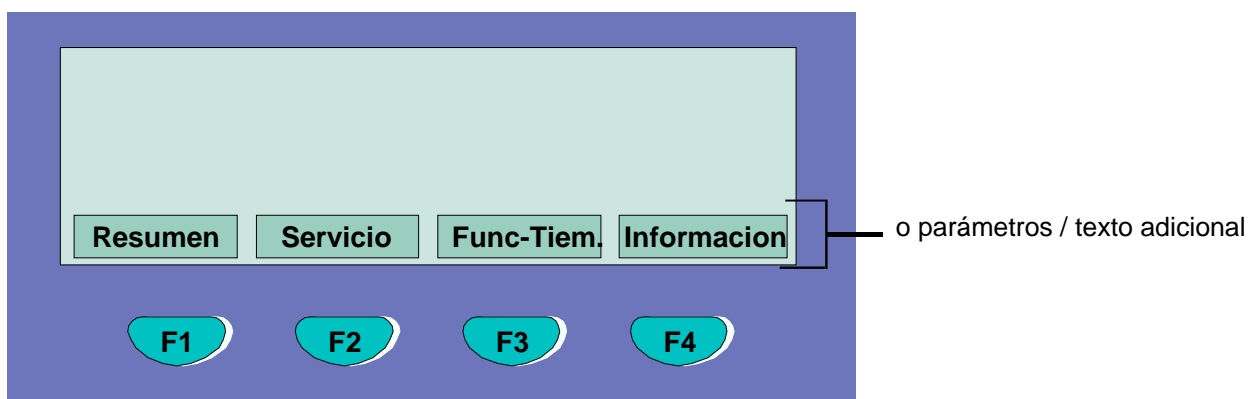 Resumen Servicio Func-Tiem. Informacion
o parámetros / texto adicional
F1 F2 F3 F4